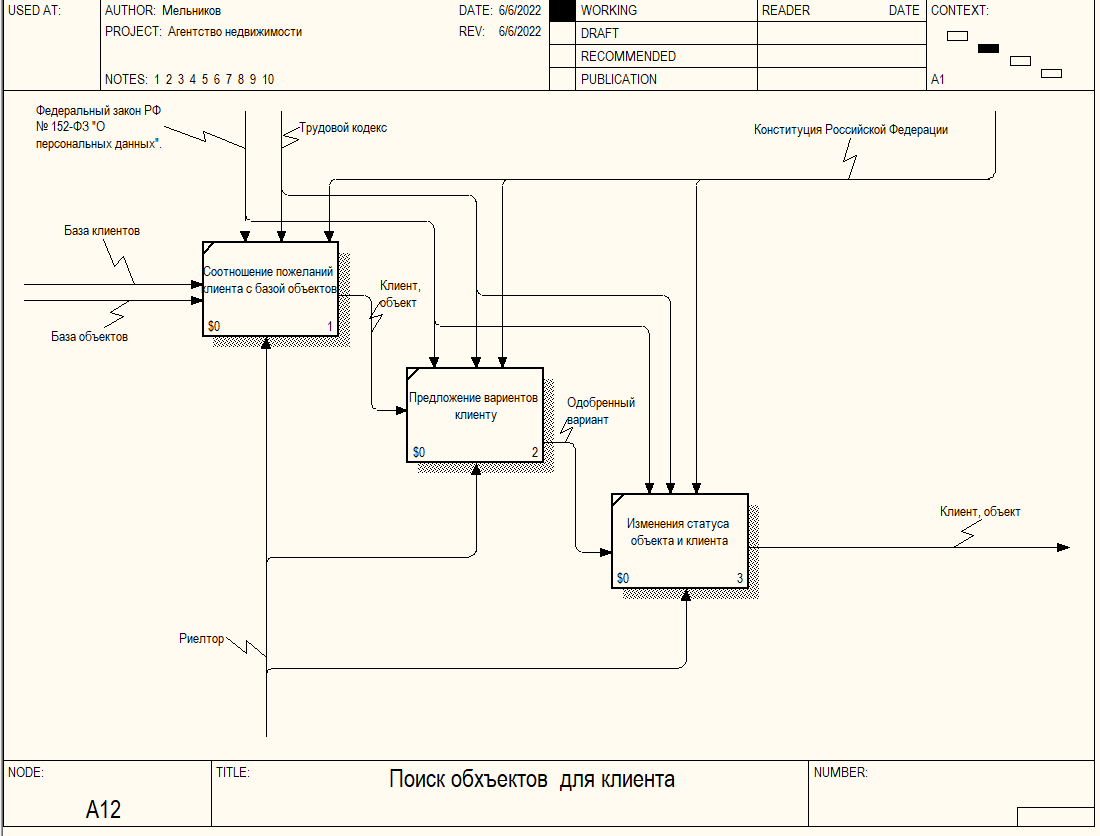 USED AT:
AUTHOR: Мельников
DATE: 6/6/2022
PROJECT: Агентство недвижимости
REV: 6/6/2022
NOTES: 1 2 3 4 5 6 7 8 9 10
WORKING
DRAFT
RECOMMENDED
PUBLICATION
READER
DATE
CONTEXT:
A1
Федеральный закон РФ
№ 152-ФЗ "О
персональных данных".
Трудовой кодекс
Конституция Российской Федерации
База клиентов
База объектов
Соотношение пожеланий
клиента с базой объектов
$0
1
Клиент,
объект
Предложение вариентов
клиенту
$0
2
Одобренный
вариант
Изменения статуса
объекта и клиента
$0
3
Клиент, объект
Риелтор
NODE:
A12
TITLE:
Поиск обхъектов для клиента
NUMBER: